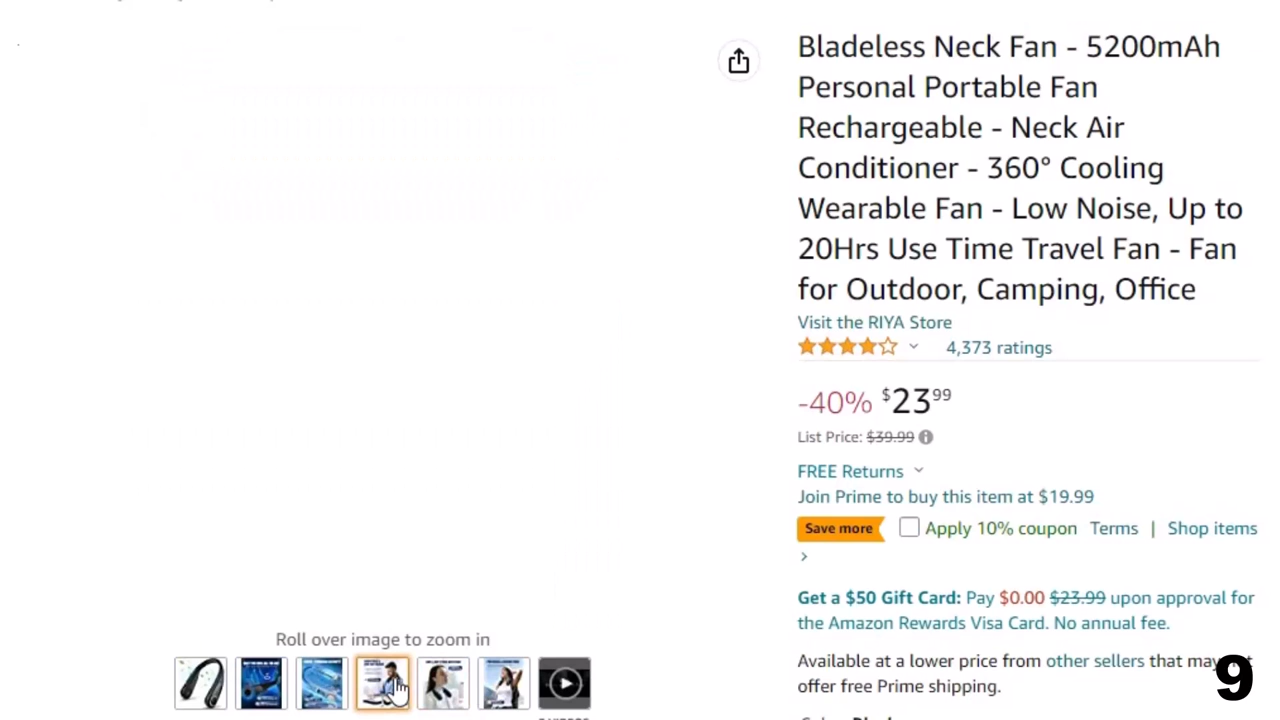 Bladeless Neck Fan - 5200mAh
Personal Portable Fan
Rechargeable - Neck Air
Conditioner - 360° Cooling
Wearable Fan - Low Noise, Up to
20Hrs Use Time Travel Fan - Fan
for Outdoor, Camping, Office
Visit the RIYA Store
4,373 ratings
-40% $23.99
List Price: $39.99
FREE Returns
Join Prime to buy this item at $19.99
Save more Apply 10% coupon Terms | Shop items
Get a $50 Gift Card: Pay $0.00 $23.99 upon approval for
the Amazon Rewards Visa Card. No annual fee.
Available at a lower price from other sellers that may
offer free Prime shipping.
Roll over image to zoom in
9